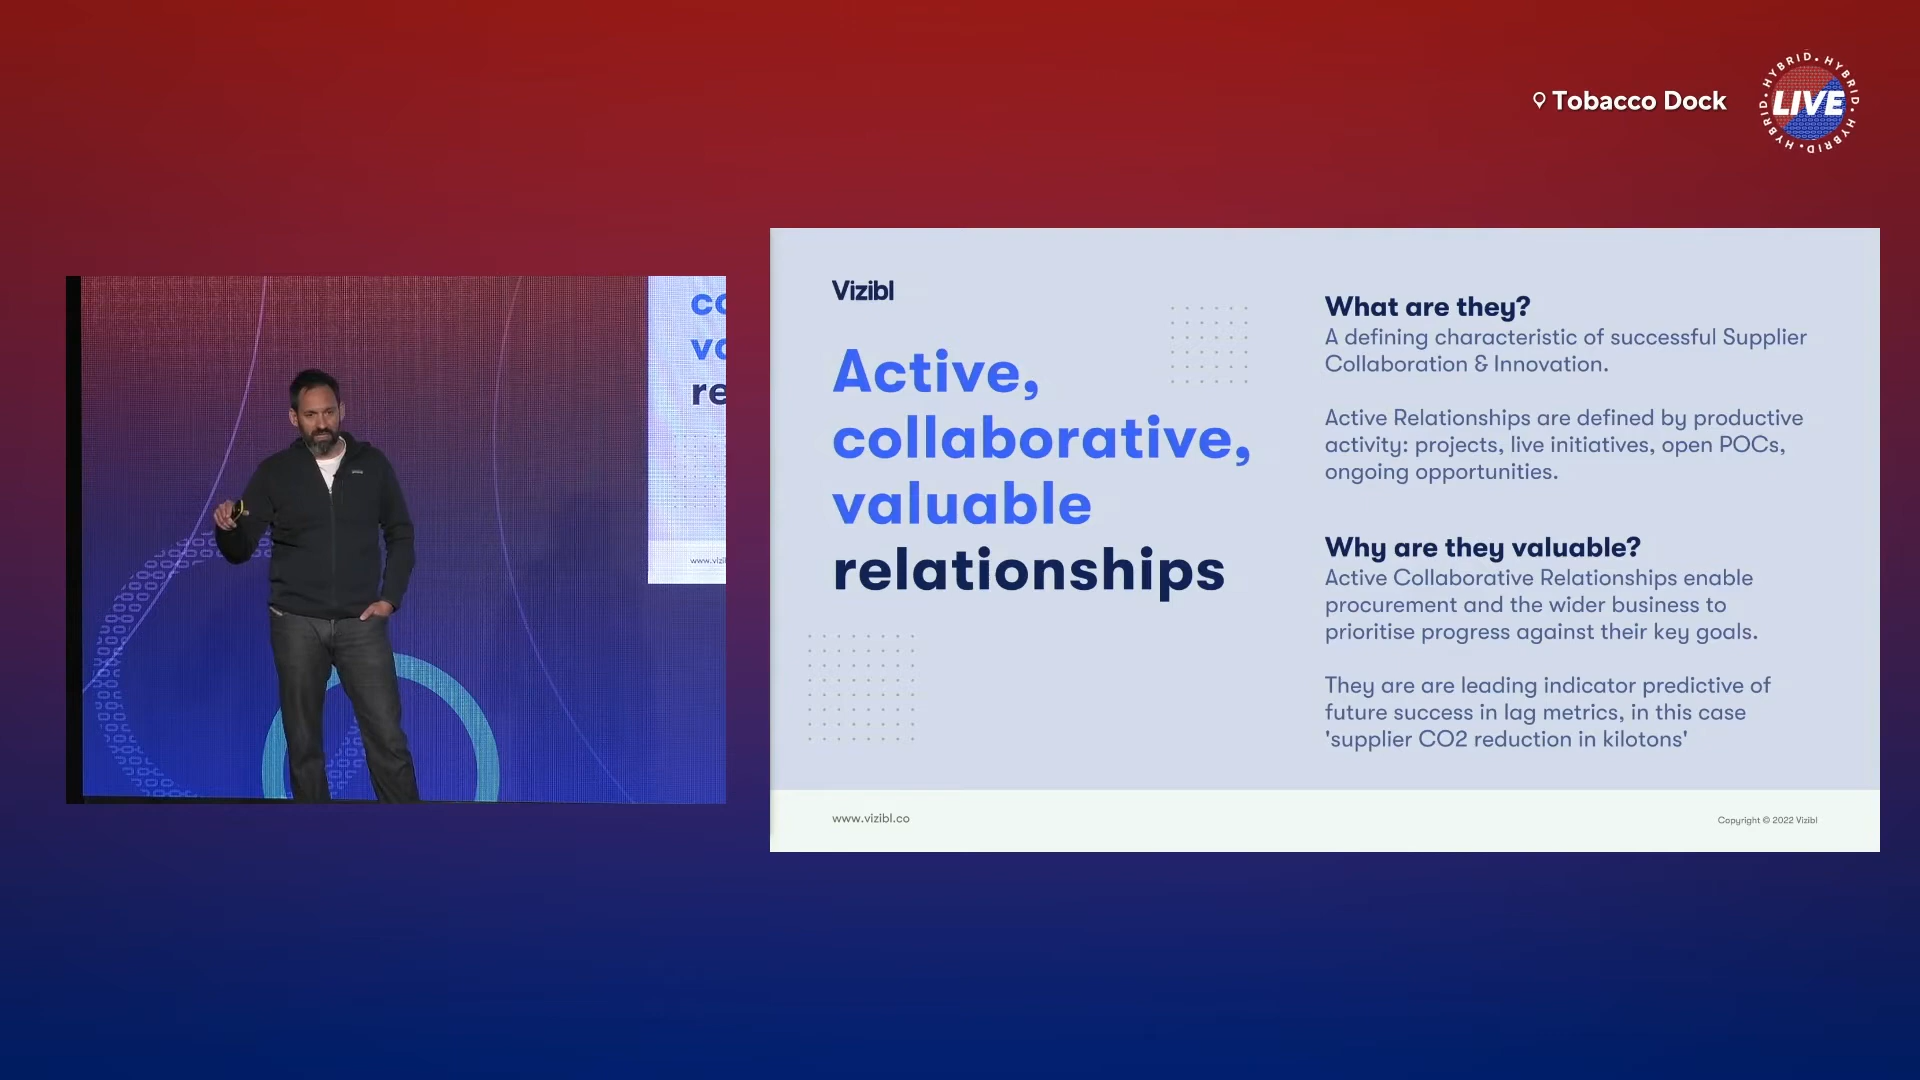 Tobacco Dock
HYBRID • HYBRID • HYBRID • HYBRID •
LIVE
co
va
re
www.vizi
Vizibl
Active,
collaborative,
valuable
relationships
What are they?
A defining characteristic of successful Supplier
Collaboration & Innovation.
Active Relationships are defined by productive
activity: projects, live initiatives, open POCs,
ongoing opportunities.
Why are they valuable?
Active Collaborative Relationships enable
procurement and the wider business to
prioritise progress against their key goals.
They are are leading indicator predictive of
future success in lag metrics, in this case
'supplier CO2 reduction in kilotons'
www.vizibl.co
Copyright © 2022 Vizibl